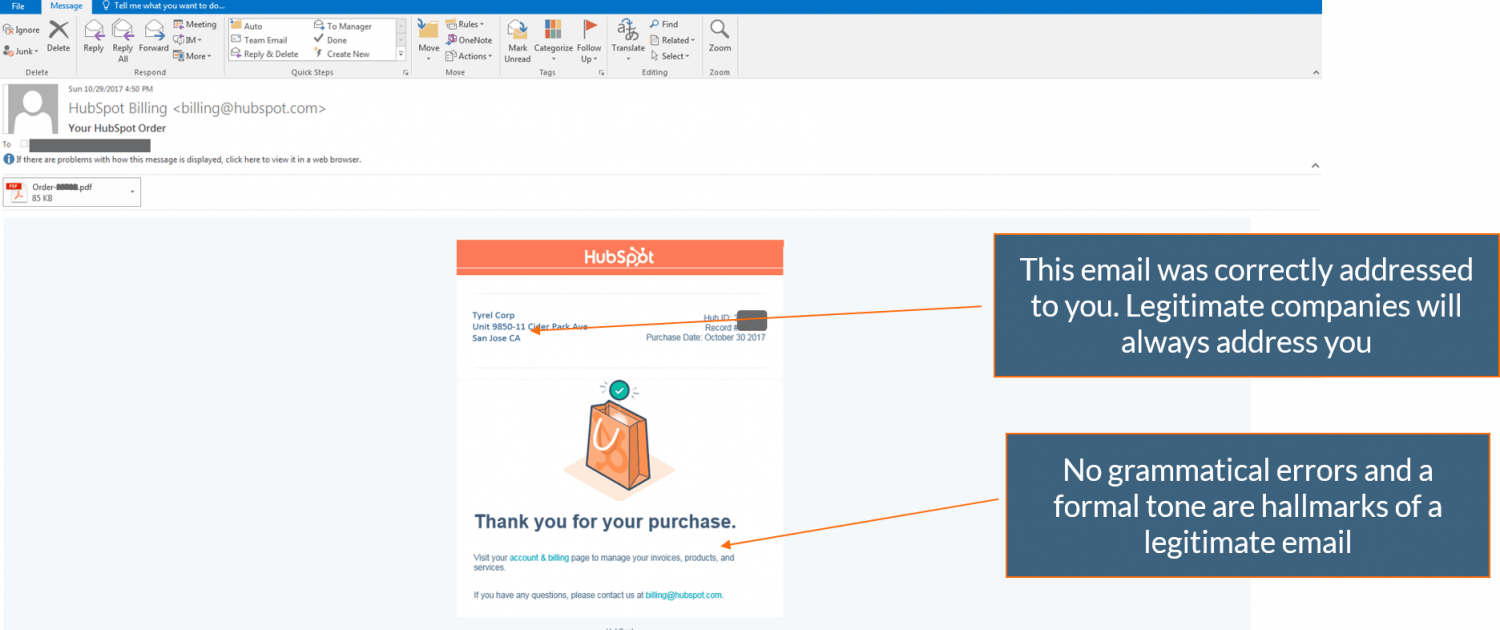 File Message Tell me what you want to do...
Ignore
Junk
Delete
Reply
Reply All
Forward
Meeting
IM
More
Auto
Team Email
Reply & Delete
To Manager
Done
Create New
Move
Rules
OneNote
Actions
Mark Unread
Categorize
Follow Up
Translate
Find
Related
Select
Zoom
Delete Respond Quick Steps Move Tags Editing Zoom
Sun 10/29/2017 4:50 PM
HubSpot Billing <billing@hubspot.com>
Your HubSpot Order
To
If there are problems with how this message is displayed, click here to view it in a web browser.
PDF
Order- .pdf
85 KB
HubSpot
Tyrel Corp
Unit 9850-11 Cider Park Ave
San Jose CA
Hub ID:
Record #
Purchase Date: October 30 2017
Thank you for your purchase.
Visit your account & billing page to manage your invoices, products, and
services.
If you have any questions, please contact us at billing@hubspot.com.
This email was correctly addressed
to you. Legitimate companies will
always address you
No grammatical errors and a
formal tone are hallmarks of a
legitimate email